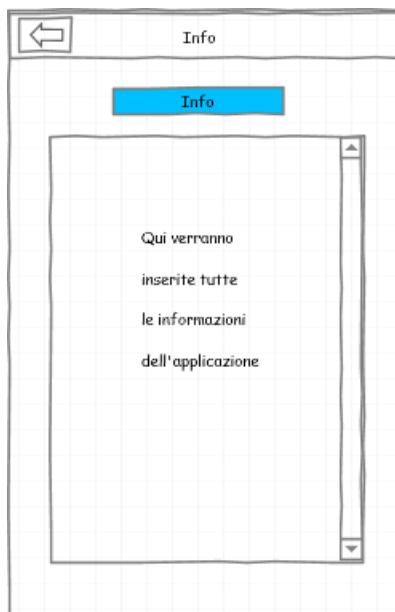 Info
Info
Qui verranno
inserite tutte
le informazioni
dell'applicazione